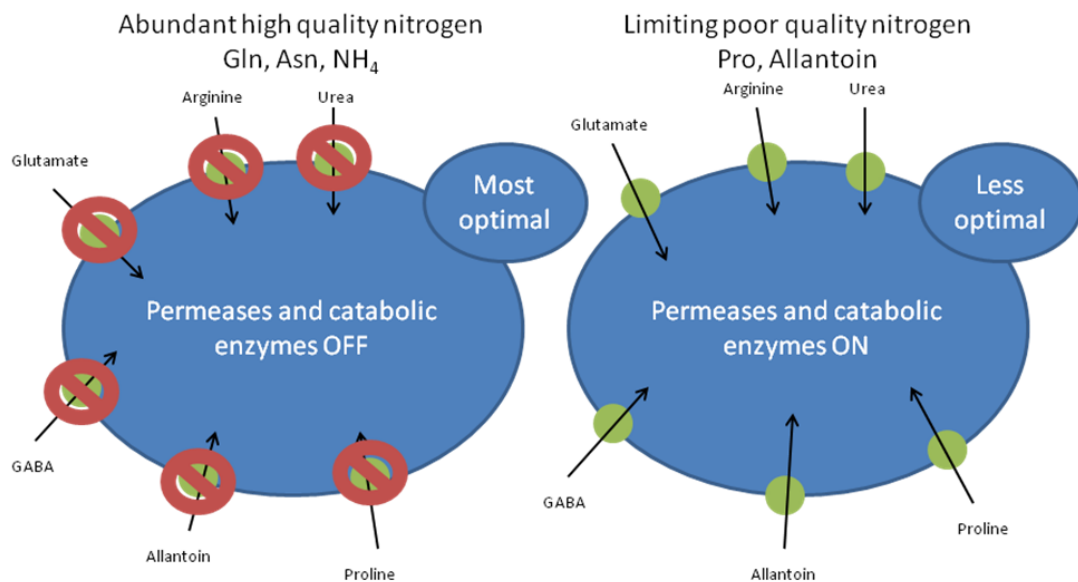 Abundant high quality nitrogen
Gln, Asn, NH₄
Arginine
Urea
Glutamate
Most
optimal
Permeases and catabolic
enzymes OFF
GABA
Allantoin
Proline
Limiting poor quality nitrogen
Pro, Allantoin
Arginine
Urea
Glutamate
Less
optimal
Permeases and catabolic
enzymes ON
GABA
Proline
Allantoin